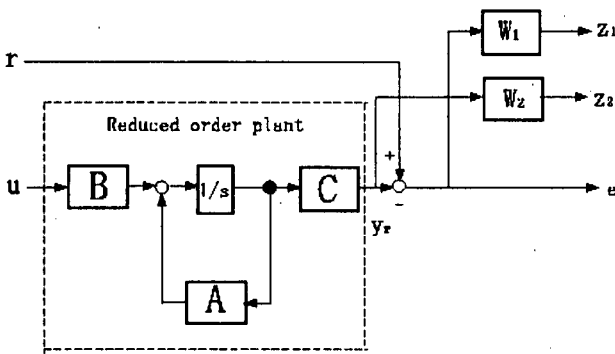 W1
z1
r
W2
z2
Reduced order plant
+
u
B
1/s
C
-
e
yr
A